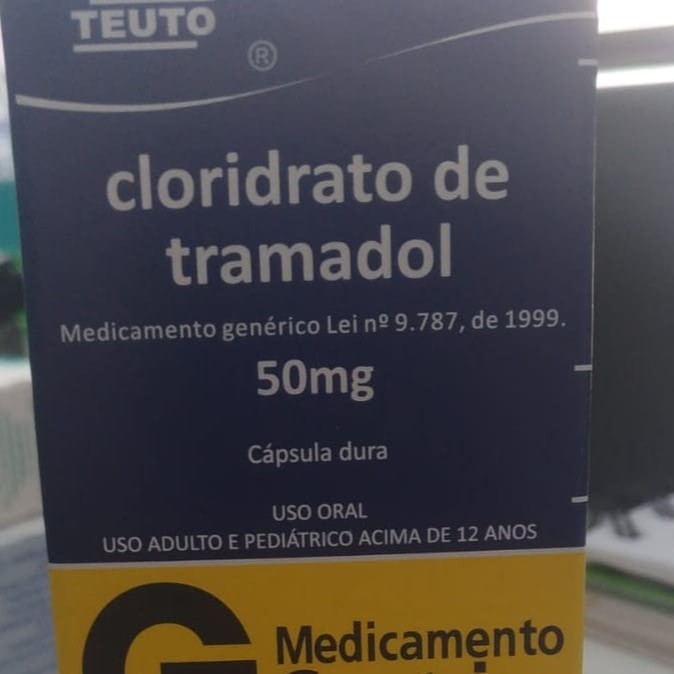 TEUTO
®
cloridrato de
tramadol
Medicamento genérico Lei nº 9.787, de 1999.
50mg
Cápsula dura
USO ORAL
USO ADULTO E PEDIÁTRICO ACIMA DE 12 ANOS
G Medicamento